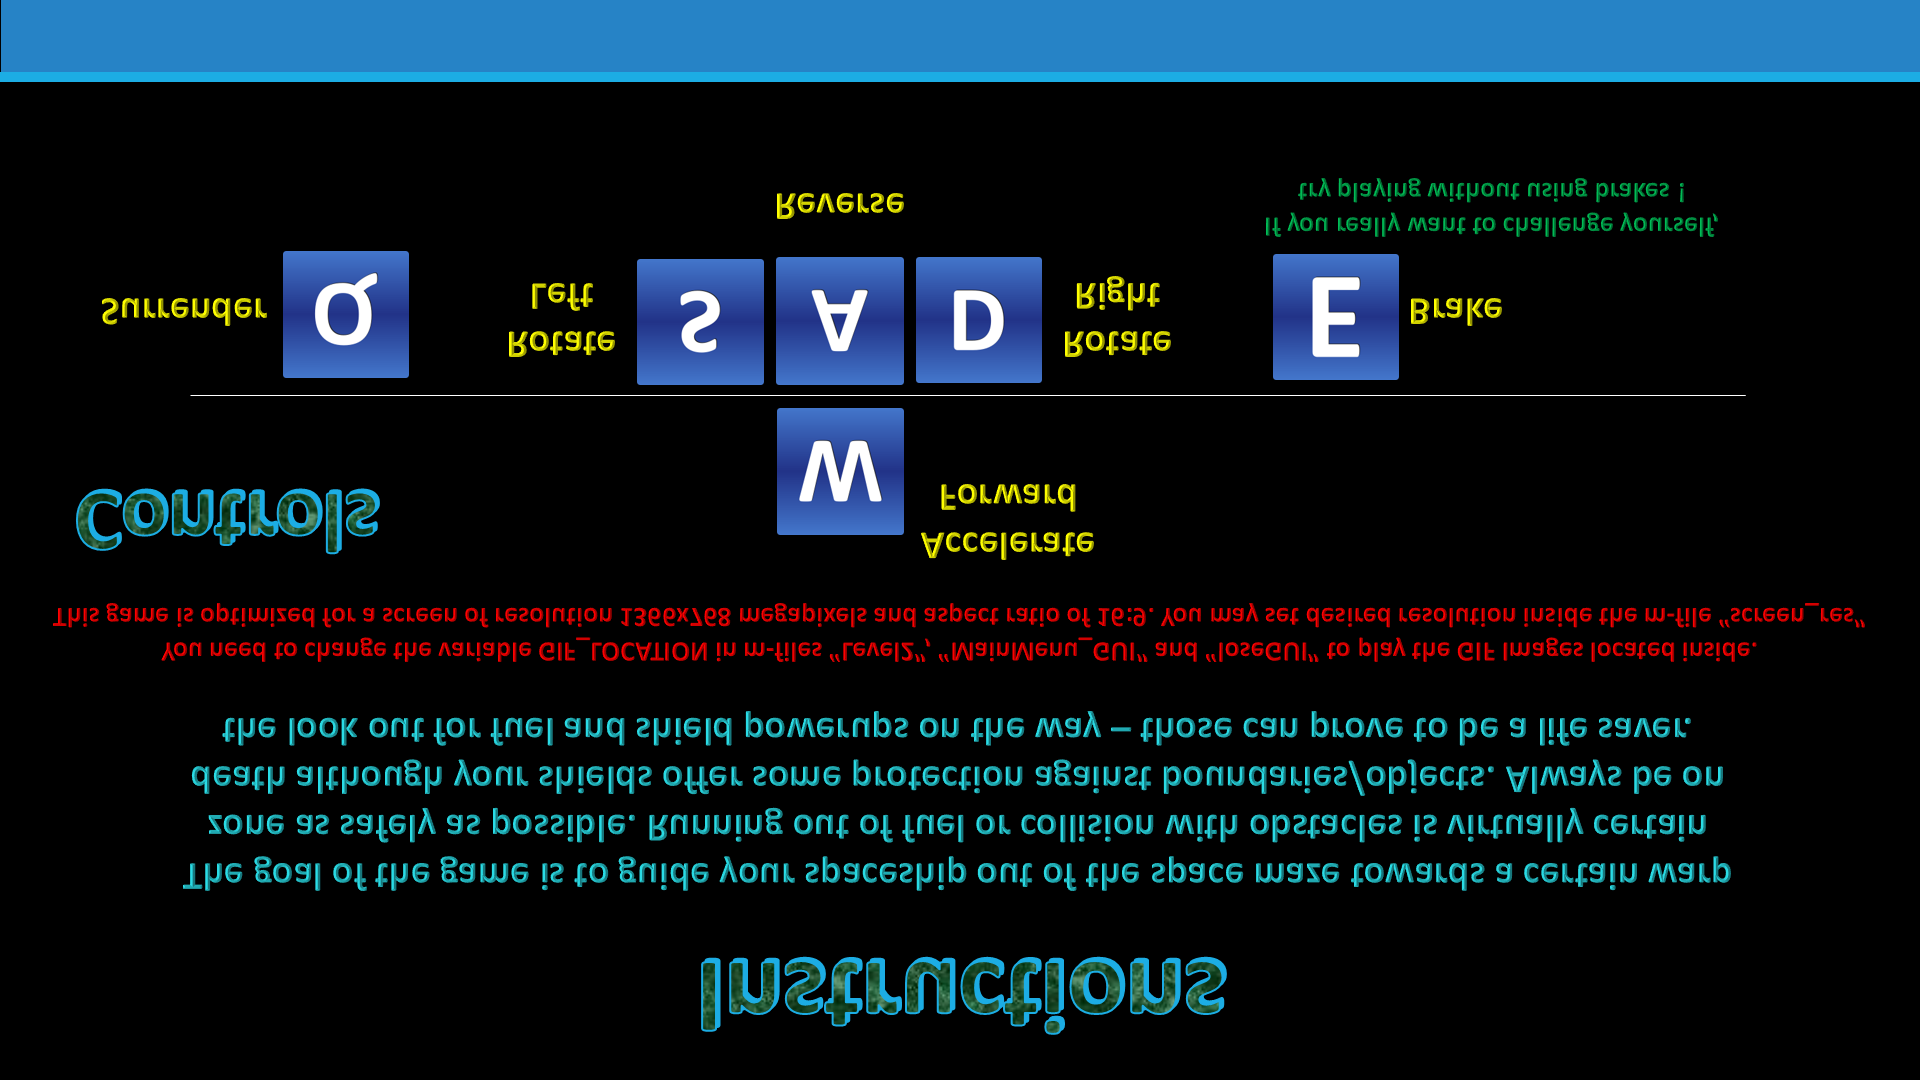 Instructions
The goal of the game is to guide your spaceship out of the space maze towards a certain warp
zone as safely as possible. Running out of fuel or collision with obstacles is virtually certain
death although your shields offer some protection against boundaries/objects. Always be on
the look out for fuel and shield powerups on the way – those can prove to be a life saver.
You need to change the variable GIF_LOCATION in m-files “Level2”, “MainMenu_GUI” and “loseGUI” to play the GIF Images located inside.
This game is optimized for a screen of resolution 1366x768 megapixels and aspect ratio of 16:9. You may set desired resolution inside the m-file “screen_res”
Controls
W
Accelerate
Forward
Surrender
Q
Rotate
Left
S
A
D
Rotate
Right
E
Brake
Reverse
If you really want to challenge yourself,
try playing without using brakes !